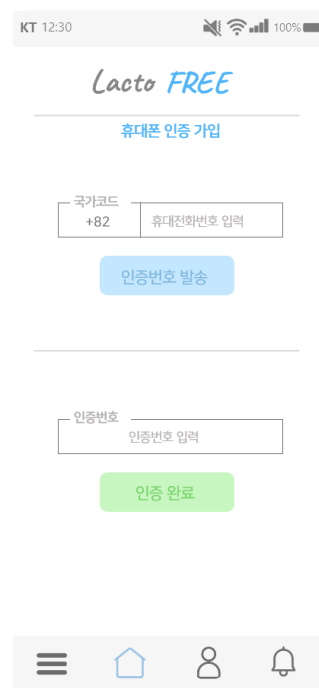 KT 12:30 100%
Lacto FREE
휴대폰 인증 가입
국가코드
+82 휴대전화번호 입력
인증번호 발송
인증번호
인증번호 입력
인증 완료